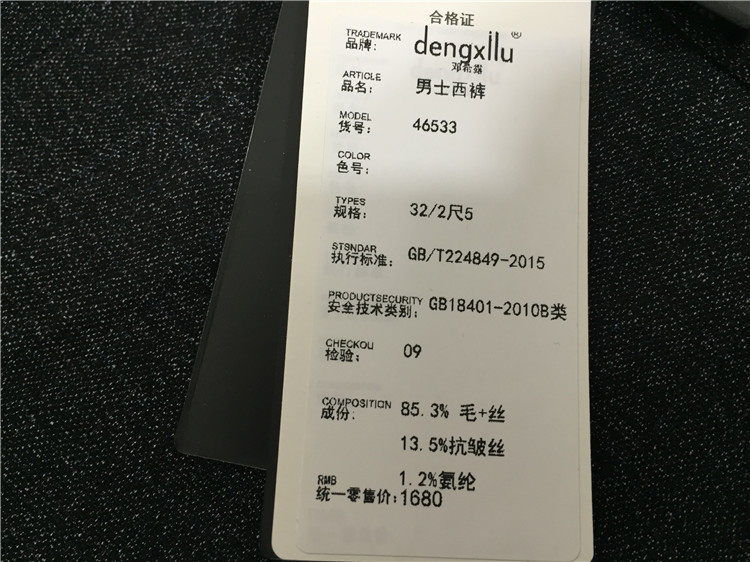 合格证
TRADEMARK
品牌: dengxilu®
邓希露
ARTICLE
品名: 男士西裤
MODEL
货号: 46533
COLOR
色号:
TYPES
规格: 32/2尺5
STSNDAR
执行标准: GB/T224849-2015
PRODUCTSECURITY
安全技术类别: GB18401-2010B类
CHECKOU
检验: 09
COMPOSITION
成份: 85.3% 毛+丝
13.5%抗皱丝
1.2%氨纶
RMB
统一零售价:1680